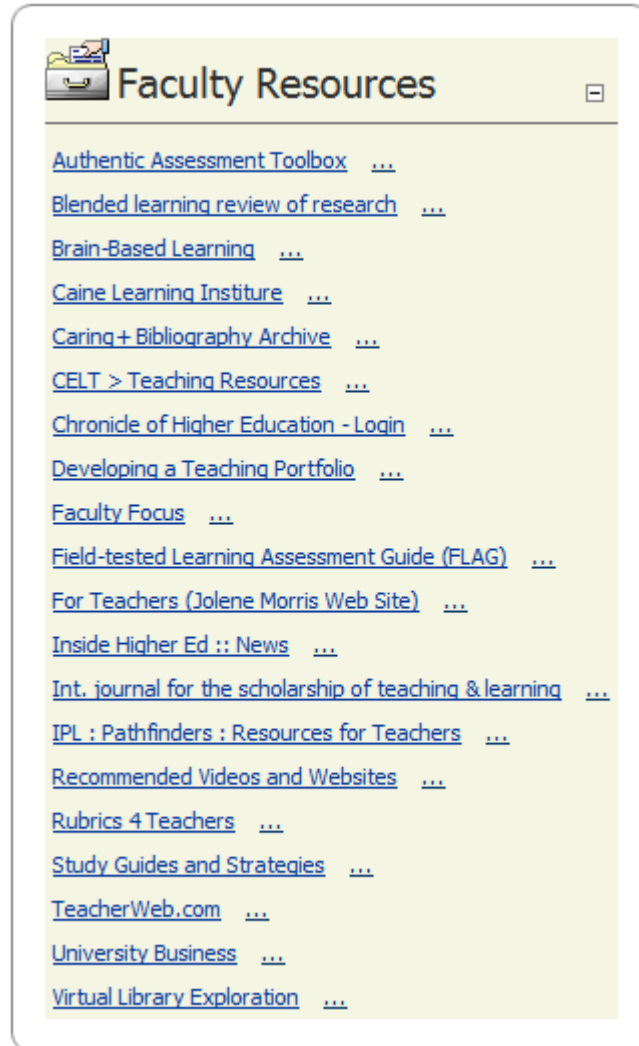 Faculty Resources
Authentic Assessment Toolbox ...
Blended learning review of research ...
Brain-Based Learning ...
Caine Learning Institure ...
Caring+ Bibliography Archive ...
CELT > Teaching Resources ...
Chronicle of Higher Education - Login ...
Developing a Teaching Portfolio ...
Faculty Focus ...
Field-tested Learning Assessment Guide (FLAG) ...
For Teachers (Jolene Morris Web Site) ...
Inside Higher Ed :: News ...
Int. journal for the scholarship of teaching & learning ...
IPL : Pathfinders : Resources for Teachers ...
Recommended Videos and Websites ...
Rubrics 4 Teachers ...
Study Guides and Strategies ...
TeacherWeb.com ...
University Business ...
Virtual Library Exploration ...